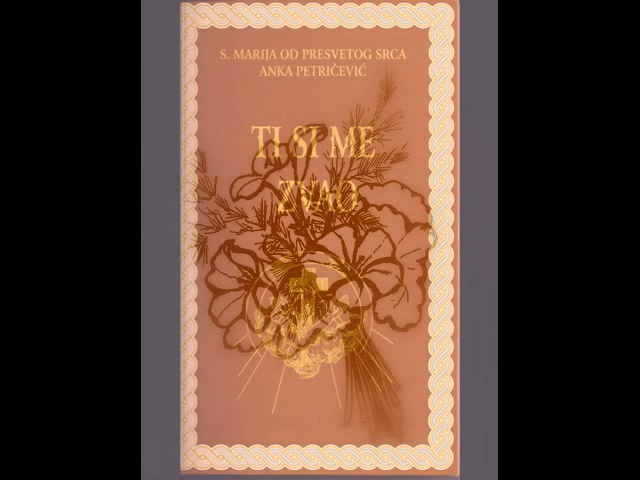 S. MARIJA OD PRESVETOG SRCA
ANKA PETRIČEVIĆ
TI SI ME
ZVAO